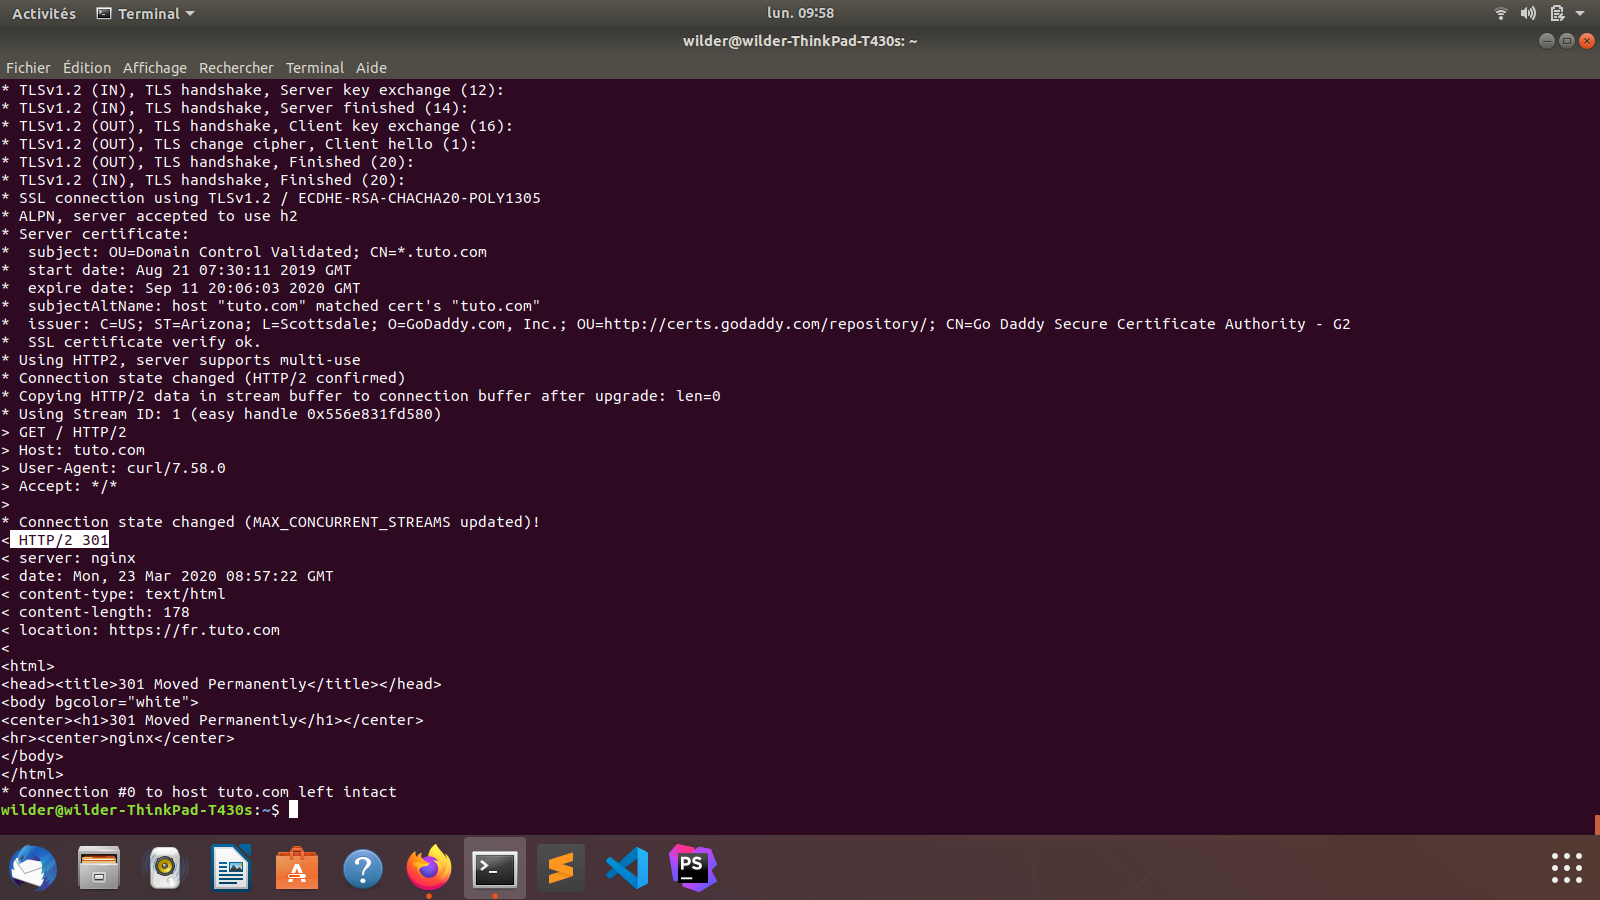 Activités Terminal lun. 09:58
wilder@wilder-ThinkPad-T430s: ~
Fichier Édition Affichage Rechercher Terminal Aide
* TLSv1.2 (IN), TLS handshake, Server key exchange (12):
* TLSv1.2 (IN), TLS handshake, Server finished (14):
* TLSv1.2 (OUT), TLS handshake, Client key exchange (16):
* TLSv1.2 (OUT), TLS change cipher, Client hello (1):
* TLSv1.2 (OUT), TLS handshake, Finished (20):
* TLSv1.2 (IN), TLS handshake, Finished (20):
* SSL connection using TLSv1.2 / ECDHE-RSA-CHACHA20-POLY1305
* ALPN, server accepted to use h2
* Server certificate:
*  subject: OU=Domain Control Validated; CN=*.tuto.com
*  start date: Aug 21 07:30:11 2019 GMT
*  expire date: Sep 11 20:06:03 2020 GMT
*  subjectAltName: host "tuto.com" matched cert's "tuto.com"
*  issuer: C=US; ST=Arizona; L=Scottsdale; O=GoDaddy.com, Inc.; OU=http://certs.godaddy.com/repository/; CN=Go Daddy Secure Certificate Authority - G2
*  SSL certificate verify ok.
* Using HTTP2, server supports multi-use
* Connection state changed (HTTP/2 confirmed)
* Copying HTTP/2 data in stream buffer to connection buffer after upgrade: len=0
* Using Stream ID: 1 (easy handle 0x556e831fd580)
> GET / HTTP/2
> Host: tuto.com
> User-Agent: curl/7.58.0
> Accept: */*
>
* Connection state changed (MAX_CONCURRENT_STREAMS updated)!
< HTTP/2 301
< server: nginx
< date: Mon, 23 Mar 2020 08:57:22 GMT
< content-type: text/html
< content-length: 178
< location: https://fr.tuto.com
<
<html>
<head><title>301 Moved Permanently</title></head>
<body bgcolor="white">
<center><h1>301 Moved Permanently</h1></center>
<hr><center>nginx</center>
</body>
</html>
* Connection #0 to host tuto.com left intact
wilder@wilder-ThinkPad-T430s:~$
PS